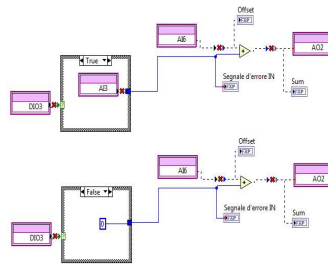 Offset
AI6
True
AI3
AO2
DIO3
Segnale d'errore IN
Sum
Offset
AI6
False
AO2
0
DIO3
Segnale d'errore IN
Sum